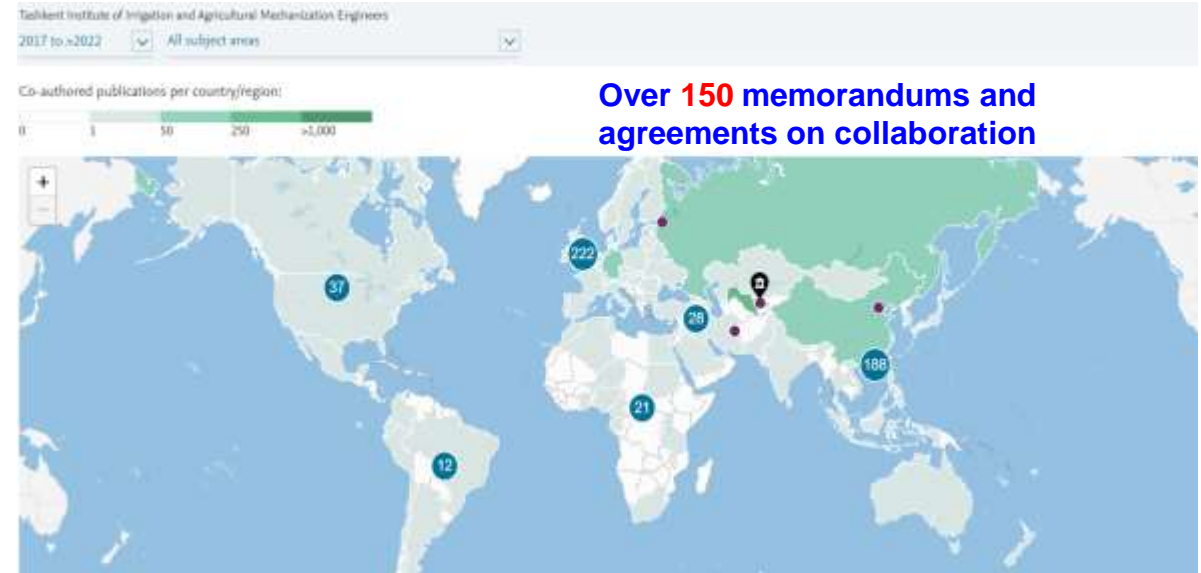 Tashkent Institute of Irrigation and Agricultural Mechanization Engineers
2017 to >2022 All subject areas
Co-authored publications per country/region:
0 1 50 250 >1,000
Over 150 memorandums and
agreements on collaboration
+
−
222
37
28
188
21
12